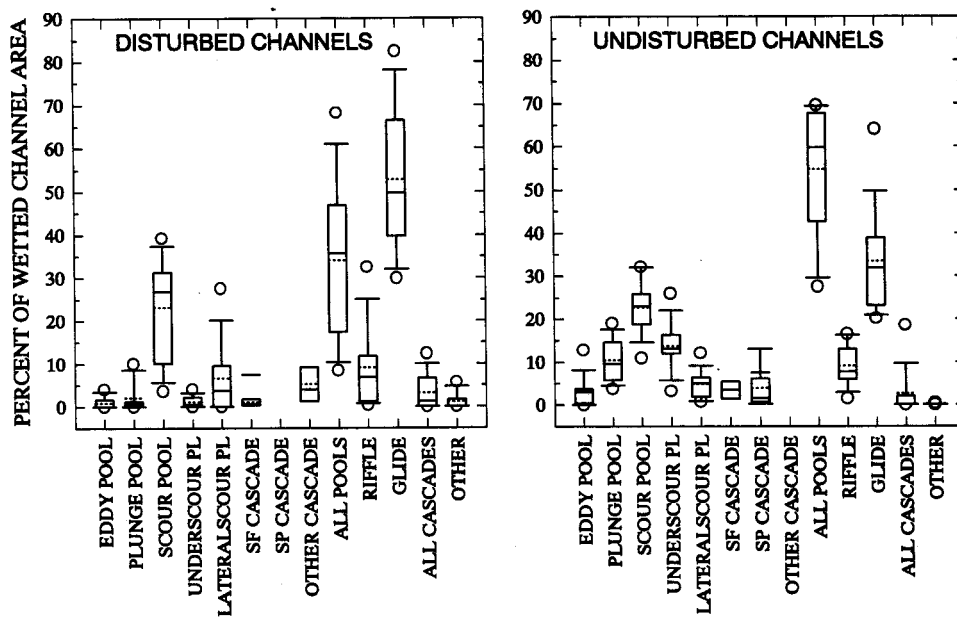 PERCENT OF WETTED CHANNEL AREA
DISTURBED CHANNELS
90
80
70
60
50
40
30
20
10
0
EDDY POOL
PLUNGE POOL
SCOUR POOL
UNDERSCOUR PL
LATERALSCOUR PL
SF CASCADE
SP CASCADE
OTHER CASCADE
ALL POOLS
RIFFLE
GLIDE
ALL CASCADES
OTHER
UNDISTURBED CHANNELS
90
80
70
60
50
40
30
20
10
0
EDDY POOL
PLUNGE POOL
SCOUR POOL
UNDERSCOUR PL
LATERALSCOUR PL
SF CASCADE
SP CASCADE
OTHER CASCADE
ALL POOLS
RIFFLE
GLIDE
ALL CASCADES
OTHER